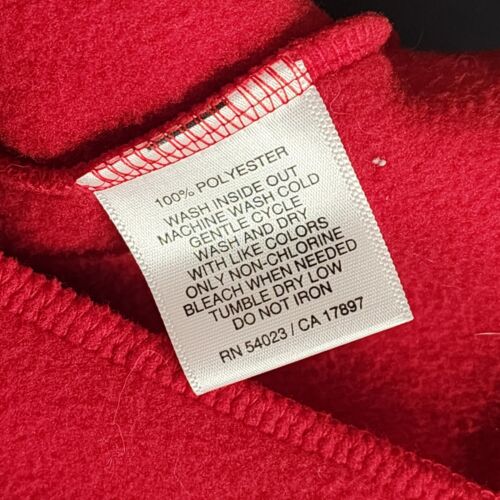 100% POLYESTER
WASH INSIDE OUT
MACHINE WASH COLD
GENTLE CYCLE
WASH AND DRY
WITH LIKE COLORS
ONLY NON-CHLORINE
BLEACH WHEN NEEDED
TUMBLE DRY LOW
DO NOT IRON
RN 54023 / CA 17897